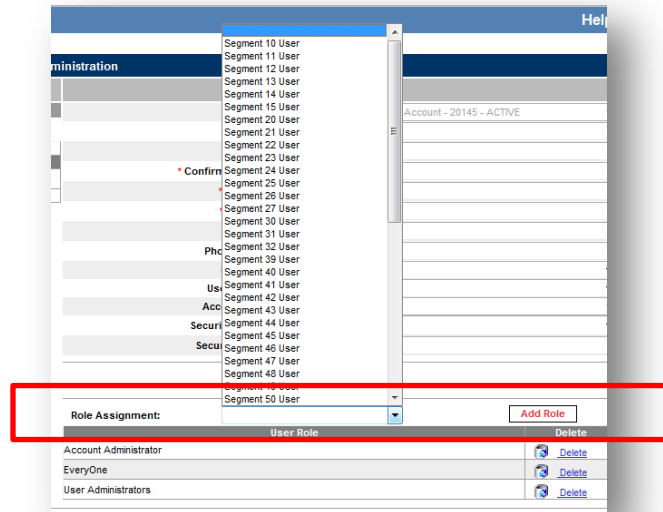 Help
ministration
Segment 10 User
Segment 11 User
Segment 12 User
Segment 13 User
Segment 14 User
Segment 15 User
Account - 20145 - ACTIVE
Segment 20 User
Segment 21 User
Segment 22 User
Segment 23 User
* Confirm
Segment 24 User
Segment 25 User
*
Segment 26 User
*
Segment 27 User
Segment 30 User
Segment 31 User
Pho
Segment 32 User
Segment 39 User
Segment 40 User
Use
Segment 41 User
Segment 42 User
Acc
Segment 43 User
Securi
Segment 44 User
Segment 45 User
Secu
Segment 46 User
Segment 47 User
Segment 48 User
Segment 50 User
Role Assignment:
Add Role
User Role Delete
Account Administrator Delete
EveryOne Delete
User Administrators Delete